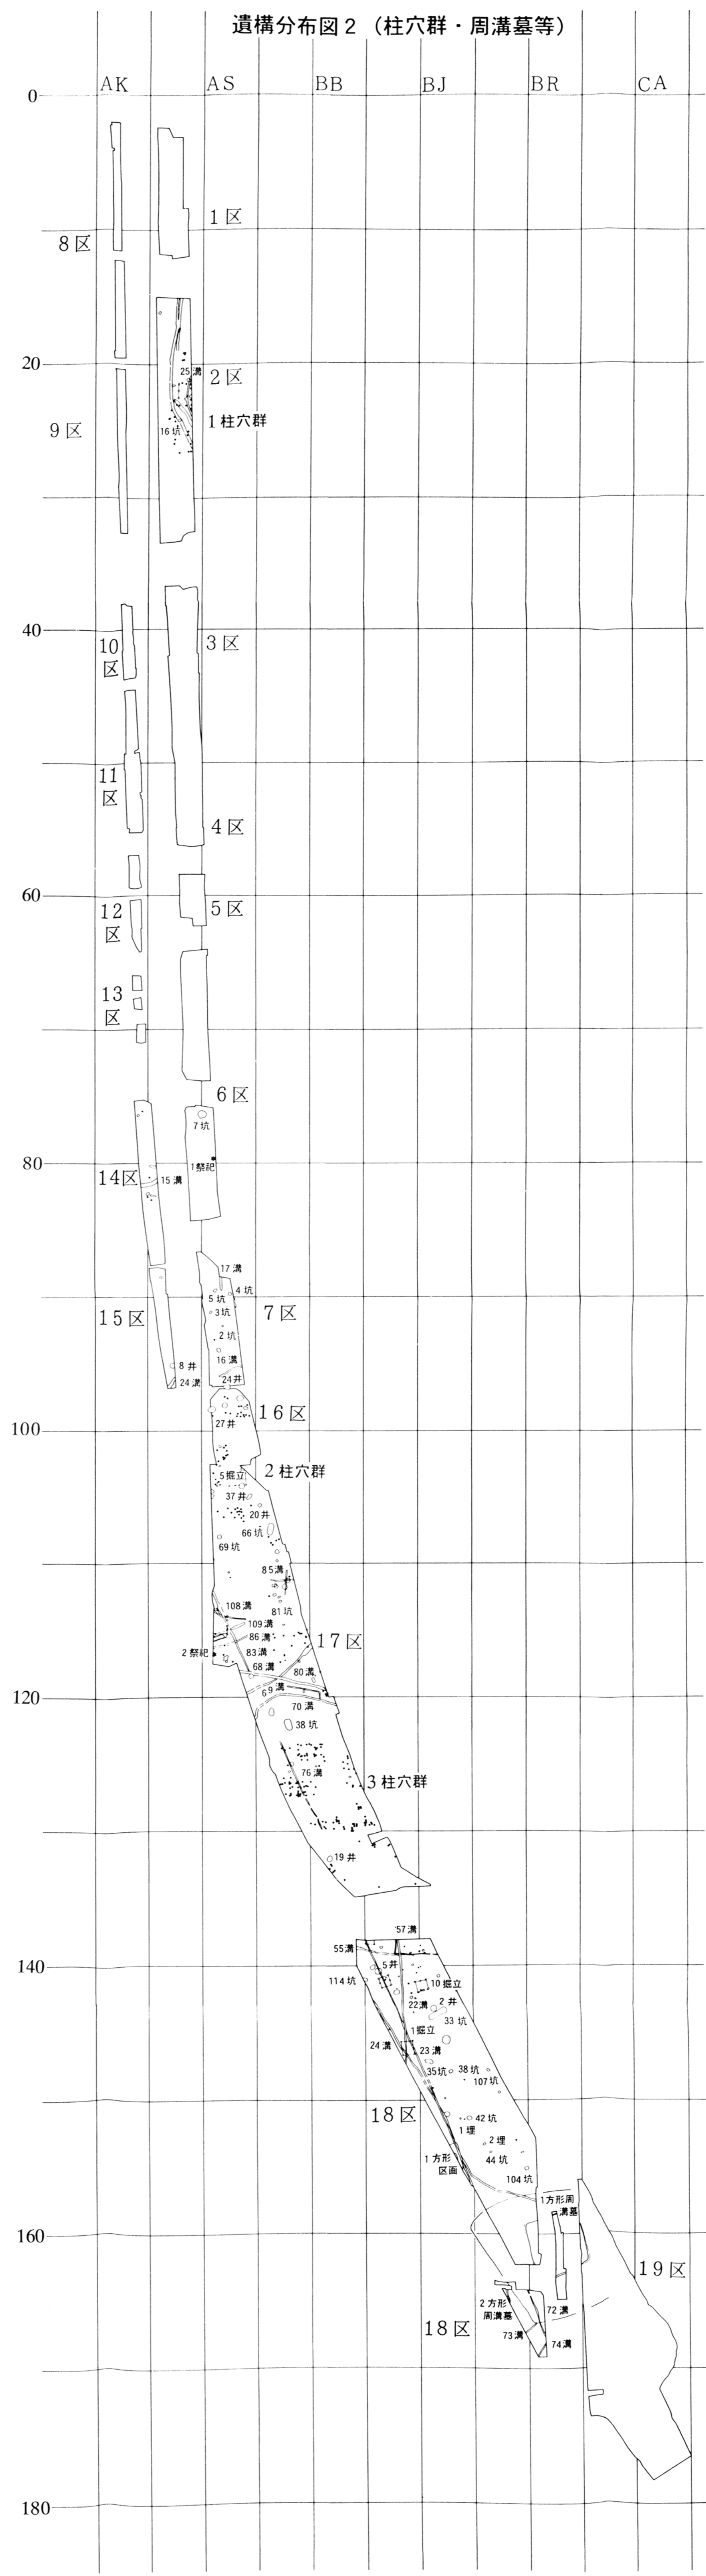 遺構分布図2（柱穴群・周溝墓等）
AK AS BB BJ BR CA
0
1区
8区
20
25溝
2区
1柱穴群
16坑
9区
40
10区
3区
11区
4区
60
12区
5区
13区
6区
7坑
80
1祭祀
14区
15溝
17溝
4坑
5坑
3坑
7区
15区
2坑
16溝
8井
24井
24溝
16区
27井
100
2柱穴群
5掘立
37井
20井
66坑
69坑
85溝
108溝
81坑
109溝
86溝
17区
2祭祀
83溝
68溝
80溝
69溝
120
70溝
38坑
76溝
3柱穴群
19井
57溝
55溝
140
5井
114坑
10掘立
22溝
2井
33坑
1掘立
24溝
23溝
35坑
38坑
107坑
18区
42坑
1埋
2埋
1方形区画
44坑
104坑
1方形周溝墓
160
19区
2方形周溝墓
72溝
18区
73溝
74溝
180